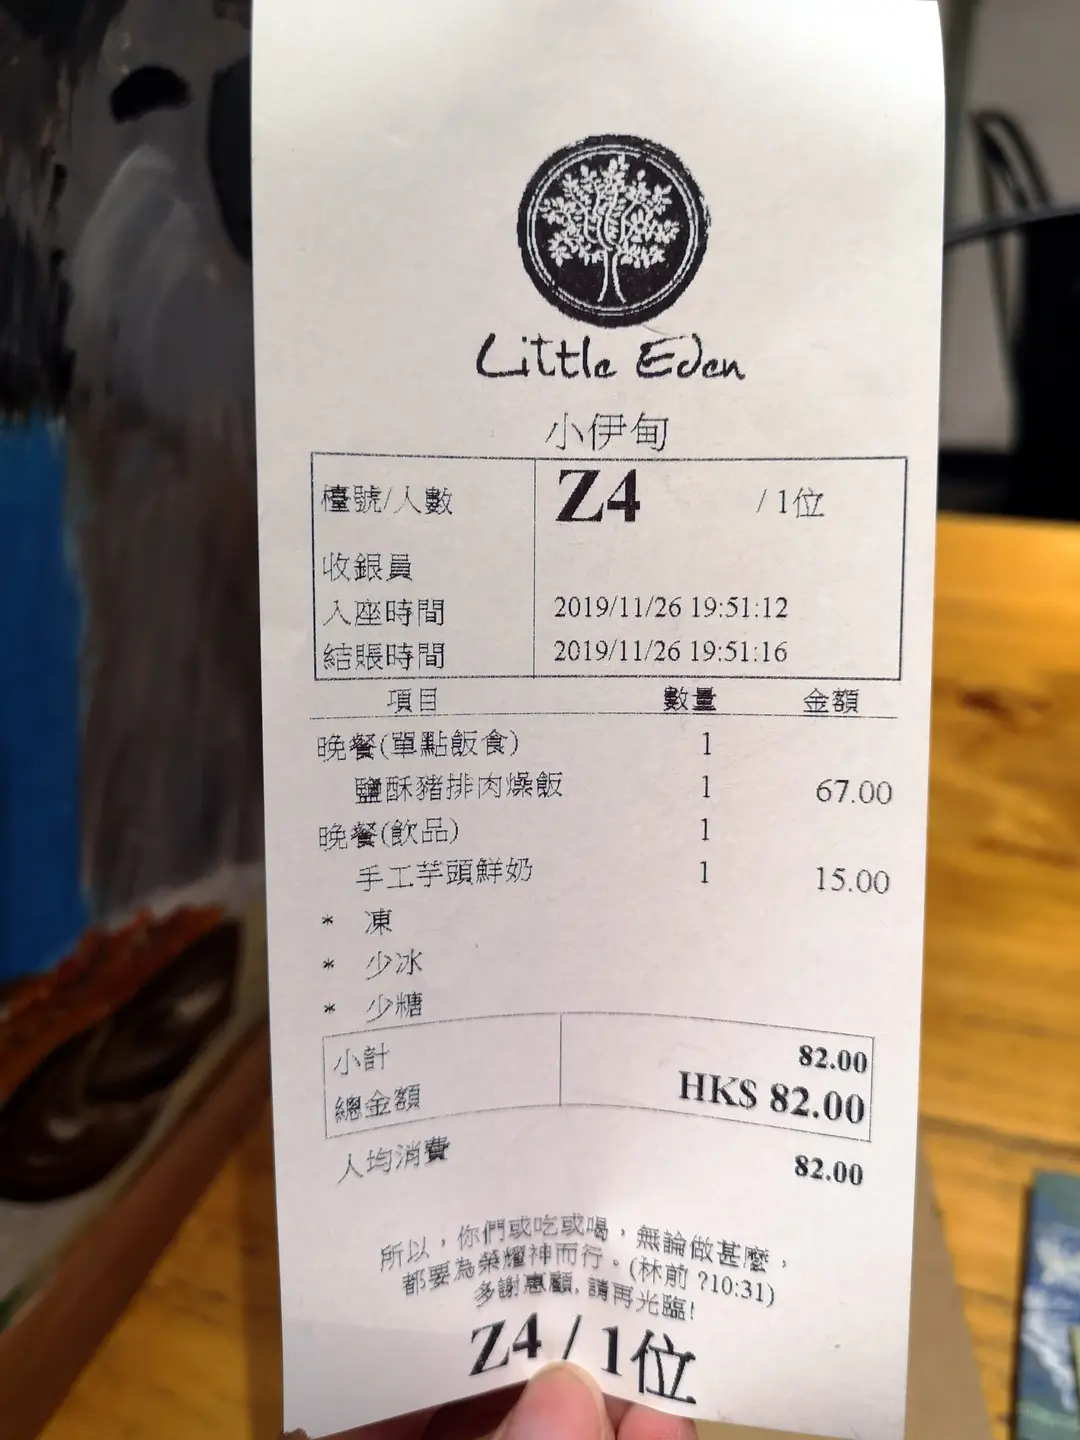 Little Eden
小伊甸
檯號/人數 Z4 / 1位
收銀員
入座時間 2019/11/26 19:51:12
結賬時間 2019/11/26 19:51:16
項目 數量 金額
晚餐(單點飯食) 1
鹽酥豬排肉燥飯 1 67.00
晚餐(飲品) 1
手工芋頭鮮奶 1 15.00
* 凍
* 少冰
* 少糖
小計 82.00
總金額 HK$ 82.00
人均消費 82.00
所以，你們或吃或喝，無論做甚麼，
都要為榮耀神而行。(林前 ?10:31)
多謝惠顧, 請再光臨!
Z4 / 1位